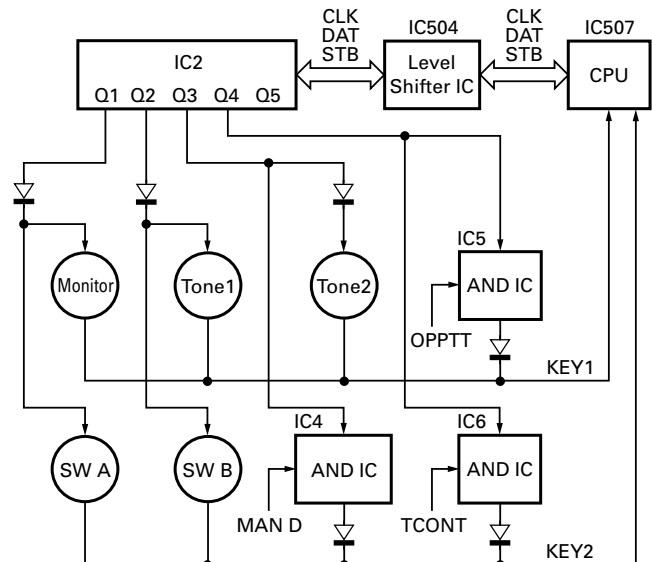 CLK
DAT
STB
IC504
CLK
DAT
STB
IC507
IC2
Level
Shifter IC
CPU
Q1 Q2 Q3 Q4 Q5
IC5
Monitor
Tone1
Tone2
AND IC
OPPTT
KEY1
IC4
IC6
SW A
SW B
AND IC
AND IC
MAN D
TCONT
KEY2